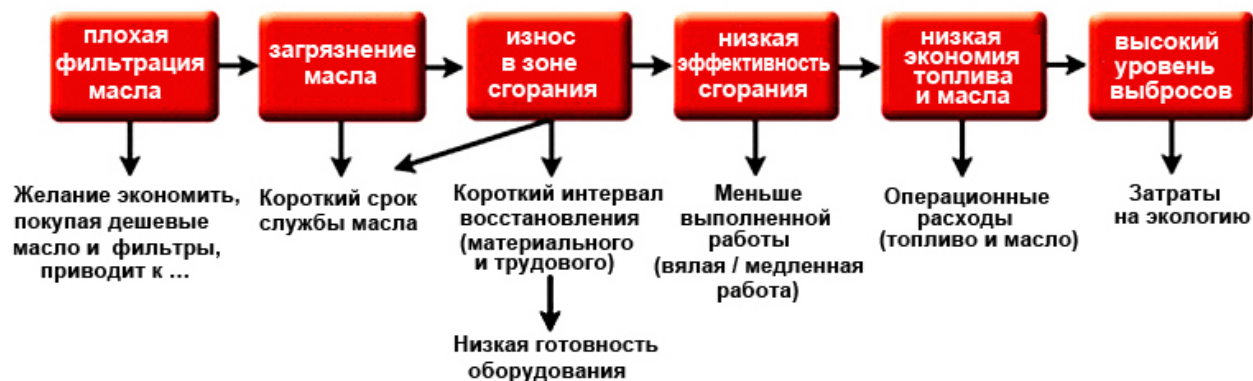 плохая
фильтрация
масла
загрязнение
масла
износ
в зоне
сгорания
низкая
эффективность
сгорания
низкая
экономия
топлива
и масла
высокий
уровень
выбросов
Желание экономить,
покупая дешевые
масло и фильтры,
приводит к ...
Короткий срок
службы масла
Короткий интервал
восстановления
(материального
и трудового)
Низкая готовность
оборудования
Меньше
выполненной
работы
(вялая / медленная
работа)
Операционные
расходы
(топливо и масло)
Затраты
на экологию